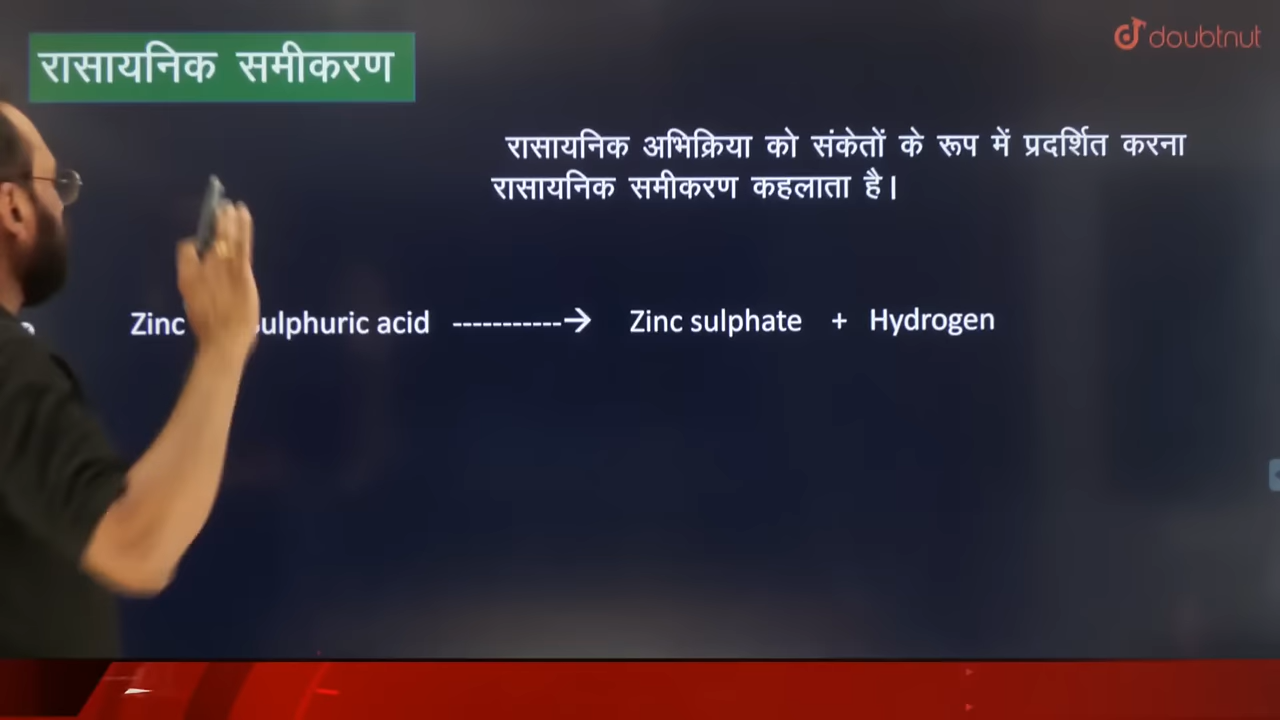 doubtnut
रासायनिक समीकरण
रासायनिक अभिक्रिया को संकेतों के रूप में प्रदर्शित करना
रासायनिक समीकरण कहलाता है।
Zinc ulphuric acid -----------→ Zinc sulphate + Hydrogen